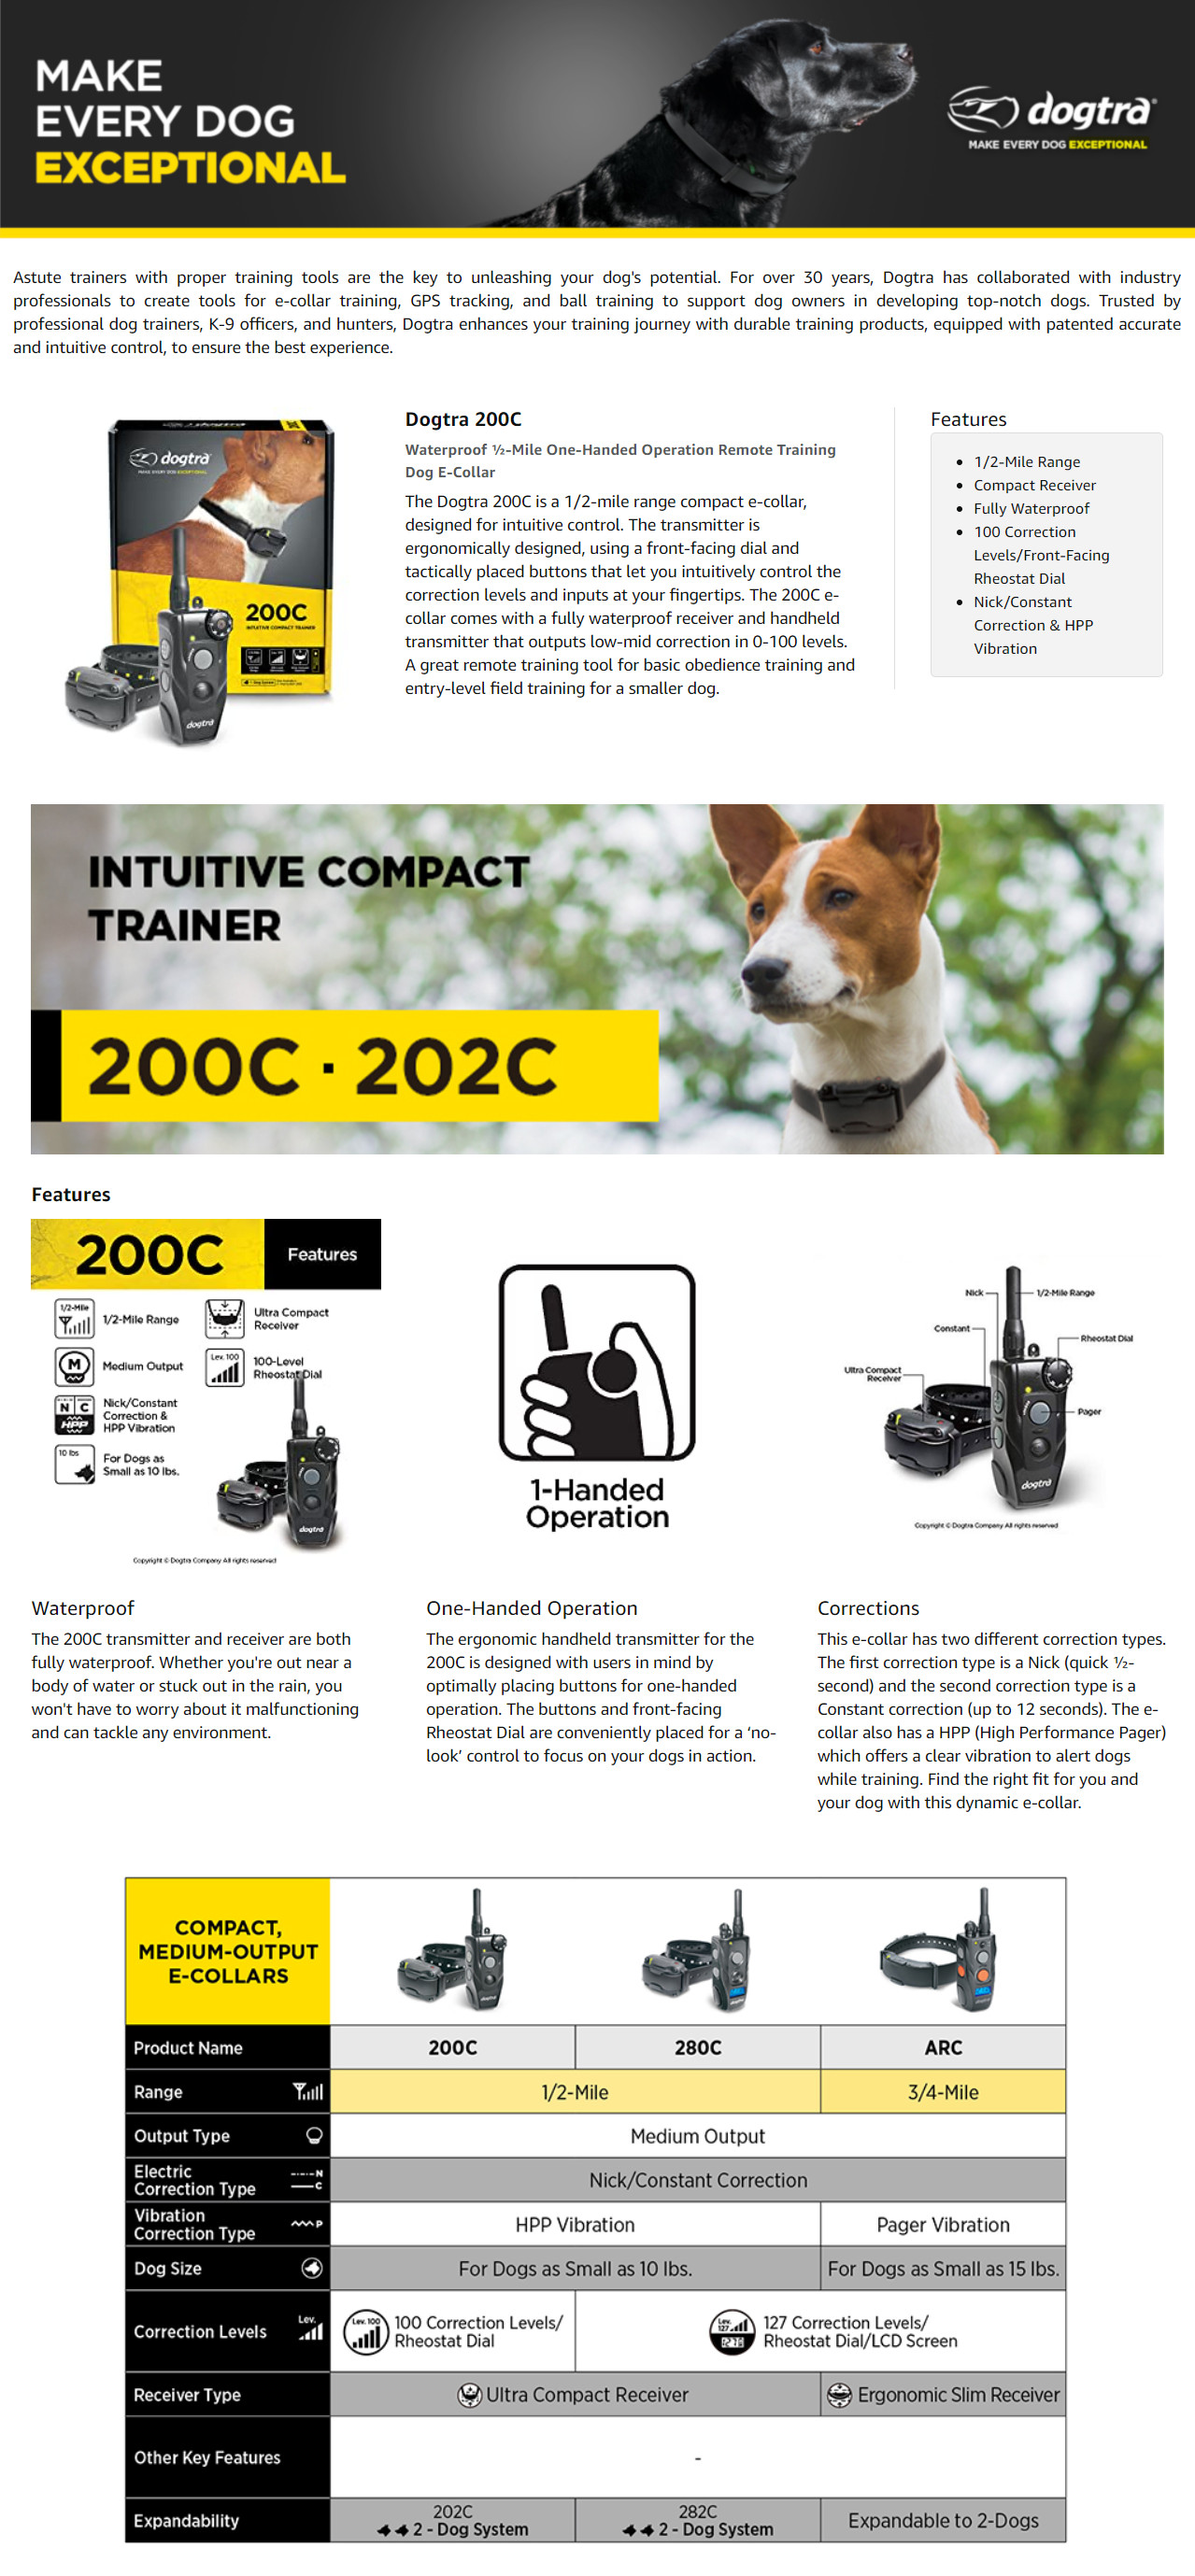 MAKE
EVERY DOG
EXCEPTIONAL
dogtra®
MAKE EVERY DOG EXCEPTIONAL
Astute trainers with proper training tools are the key to unleashing your dog's potential. For over 30 years, Dogtra has collaborated with industry
professionals to create tools for e-collar training, GPS tracking, and ball training to support dog owners in developing top-notch dogs. Trusted by
professional dog trainers, K-9 officers, and hunters, Dogtra enhances your training journey with durable training products, equipped with patented accurate
and intuitive control, to ensure the best experience.
dogtra
MAKE EVERY DOG EXCEPTIONAL
200C
INTUITIVE COMPACT TRAINER
dogtra
Dogtra 200C
Waterproof ½-Mile One-Handed Operation Remote Training
Dog E-Collar
The Dogtra 200C is a 1/2-mile range compact e-collar,
designed for intuitive control. The transmitter is
ergonomically designed, using a front-facing dial and
tactically placed buttons that let you intuitively control the
correction levels and inputs at your fingertips. The 200C e-
collar comes with a fully waterproof receiver and handheld
transmitter that outputs low-mid correction in 0-100 levels.
A great remote training tool for basic obedience training and
entry-level field training for a smaller dog.
Features
• 1/2-Mile Range
• Compact Receiver
• Fully Waterproof
• 100 Correction
Levels/Front-Facing
Rheostat Dial
• Nick/Constant
Correction & HPP
Vibration
INTUITIVE COMPACT
TRAINER
200C · 202C
Features
200C Features
1/2-Mile
1/2-Mile Range
Ultra Compact
Receiver
M
Medium Output
Lev. 100
100-Level
Rheostat Dial
N C
HPP
Nick/Constant
Correction &
HPP Vibration
10 lbs
For Dogs as
Small as 10 lbs.
dogtra
Copyright © Dogtra Company All rights reserved
1-Handed
Operation
Nick
1/2-Mile Range
Constant
Rheostat Dial
Ultra Compact
Receiver
Pager
dogtra
Copyright © Dogtra Company All rights reserved
Waterproof
The 200C transmitter and receiver are both
fully waterproof. Whether you're out near a
body of water or stuck out in the rain, you
won't have to worry about it malfunctioning
and can tackle any environment.
One-Handed Operation
The ergonomic handheld transmitter for the
200C is designed with users in mind by
optimally placing buttons for one-handed
operation. The buttons and front-facing
Rheostat Dial are conveniently placed for a ‘no-
look’ control to focus on your dogs in action.
Corrections
This e-collar has two different correction types.
The first correction type is a Nick (quick ½-
second) and the second correction type is a
Constant correction (up to 12 seconds). The e-
collar also has a HPP (High Performance Pager)
which offers a clear vibration to alert dogs
while training. Find the right fit for you and
your dog with this dynamic e-collar.
COMPACT,
MEDIUM-OUTPUT
E-COLLARS
Product Name 200C 280C ARC
Range 1/2-Mile 3/4-Mile
Output Type Medium Output
Electric
Correction Type
N
C
Nick/Constant Correction
Vibration
Correction Type
P
HPP Vibration Pager Vibration
Dog Size For Dogs as Small as 10 lbs. For Dogs as Small as 15 lbs.
Correction Levels
Lev.
Lev. 100
100 Correction Levels/
Rheostat Dial
Lev.
127
127 Correction Levels/
Rheostat Dial/LCD Screen
Receiver Type Ultra Compact Receiver Ergonomic Slim Receiver
Other Key Features -
Expandability
202C
2 - Dog System
282C
2 - Dog System
Expandable to 2-Dogs